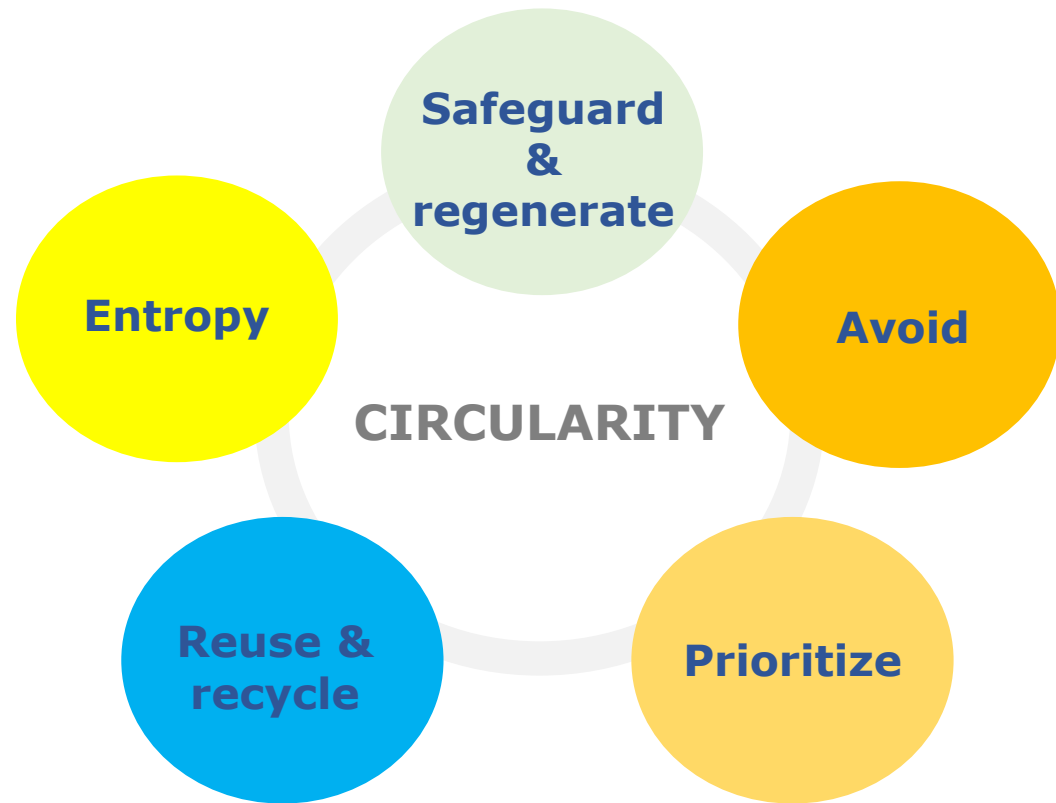 Safeguard
&
regenerate
Entropy
Avoid
CIRCULARITY
Reuse &
recycle
Prioritize